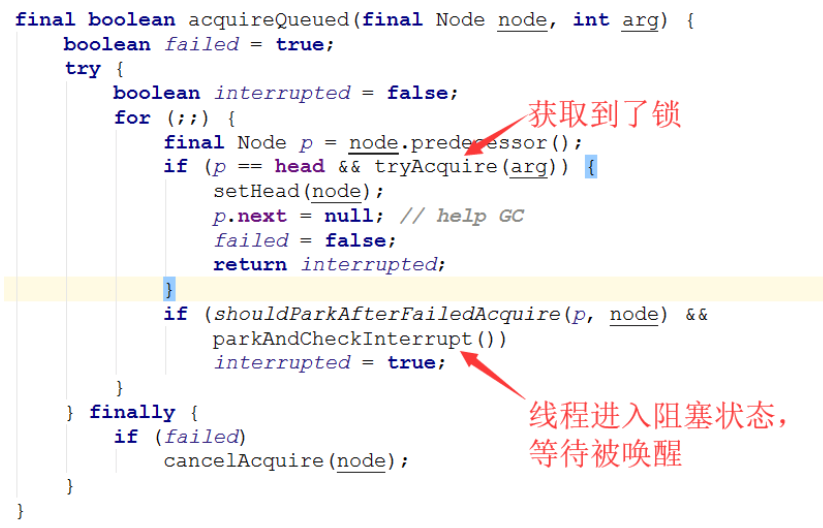 final boolean acquireQueued(final Node node, int arg) {
    boolean failed = true;
    try {
        boolean interrupted = false;
        for (;;) {
获取到了锁
            final Node p = node.predecessor();
            if (p == head && tryAcquire(arg)) {
                setHead(node);
                p.next = null; // help GC
                failed = false;
                return interrupted;
            }
            if (shouldParkAfterFailedAcquire(p, node) &&
                parkAndCheckInterrupt())
                interrupted = true;
        }
线程进入阻塞状态，
等待被唤醒
    } finally {
        if (failed)
            cancelAcquire(node);
    }
}